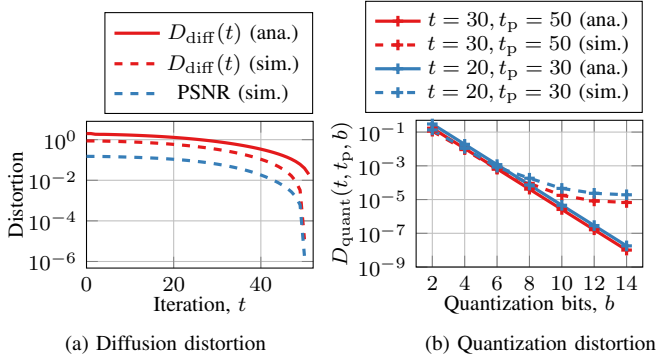 D_diff(t) (ana.)
D_diff(t) (sim.)
PSNR (sim.)
Distortion
10^0
10^−2
10^−4
10^−6
0 20 40
Iteration, t
(a) Diffusion distortion
t = 30, t_p = 50 (ana.)
t = 30, t_p = 50 (sim.)
t = 20, t_p = 30 (ana.)
t = 20, t_p = 30 (sim.)
D_quant(t, t_p, b)
10^−1
10^−3
10^−5
10^−7
10^−9
2 4 6 8 10 12 14
Quantization bits, b
(b) Quantization distortion